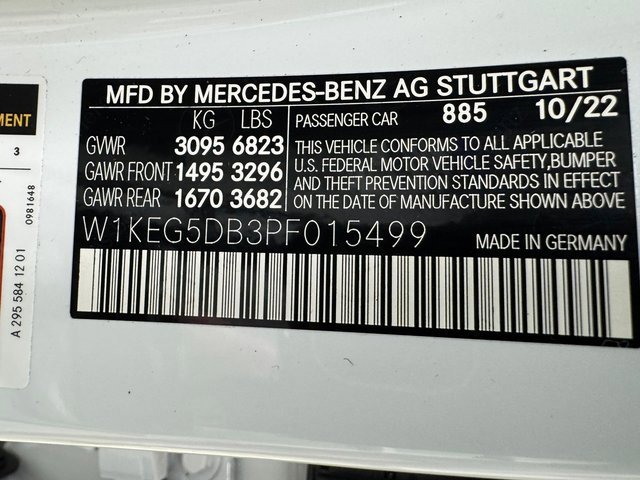 MFD BY MERCEDES-BENZ AG STUTTGART
KG LBS
PASSENGER CAR 885 10/22
GVWR 3095 6823
GAWR FRONT 1495 3296
GAWR REAR 1670 3682
THIS VEHICLE CONFORMS TO ALL APPLICABLE
U.S. FEDERAL MOTOR VEHICLE SAFETY,BUMPER
AND THEFT PREVENTION STANDARDS IN EFFECT
ON THE DATE OF MANUFACTURE SHOWN ABOVE
W1KEG5DB3PF015499
MADE IN GERMANY
MENT
3
0981648
A 295 584 12 01